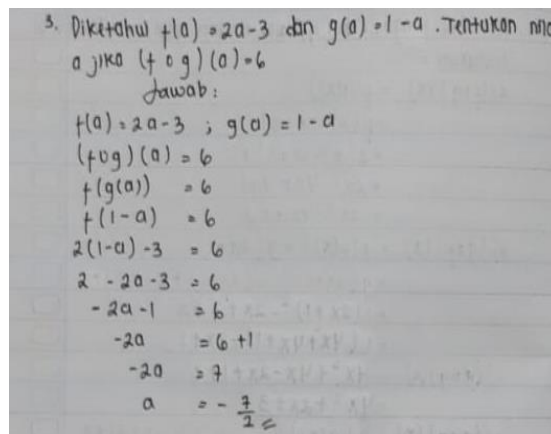 3. Diketahui f(a) = 2a-3 dan g(a) = 1-a. Tentukan
a jika (f o g)(a) = 6
Jawab:
f(a) = 2a-3 ; g(a) = 1-a
(f o g)(a) = 6
f(g(a)) = 6
f(1-a) = 6
2(1-a)-3 = 6
2 - 2a - 3 = 6
- 2a - 1 = 6
-2a = 6+1
-2a = 7
a = - 7/2